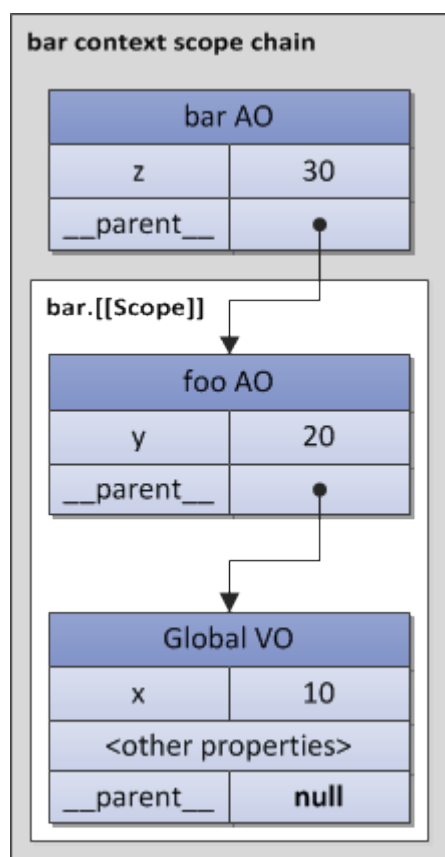 bar context scope chain
bar AO
z 30
__parent__
bar.[[Scope]]
foo AO
y 20
__parent__
Global VO
x 10
<other properties>
__parent__ null